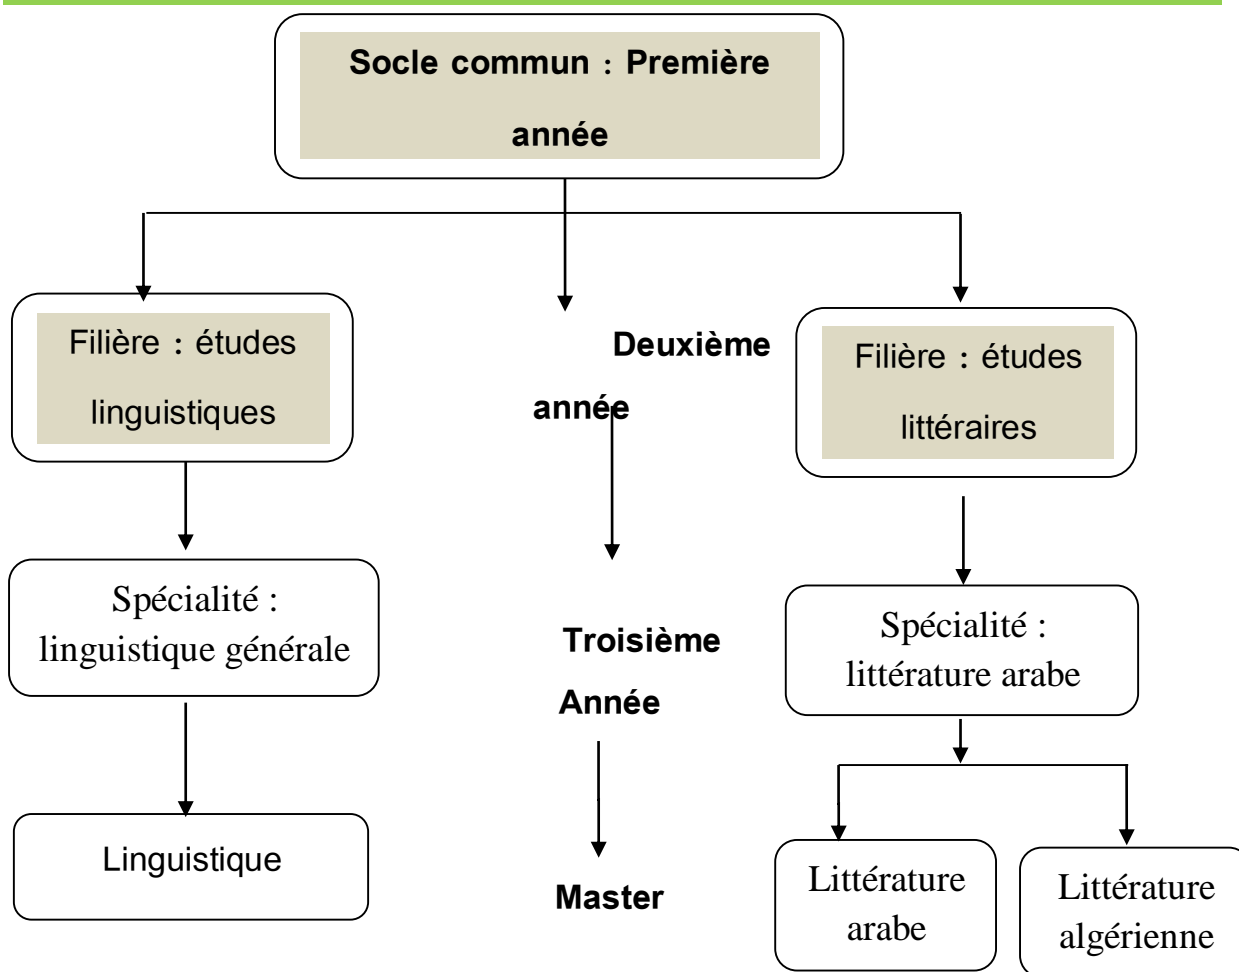 Socle commun : Première
année
Filière : études
linguistiques
Deuxième
année
Filière : études
littéraires
Spécialité :
linguistique générale
Troisième
Année
Spécialité :
littérature arabe
Linguistique
Master
Littérature
arabe
Littérature
algérienne